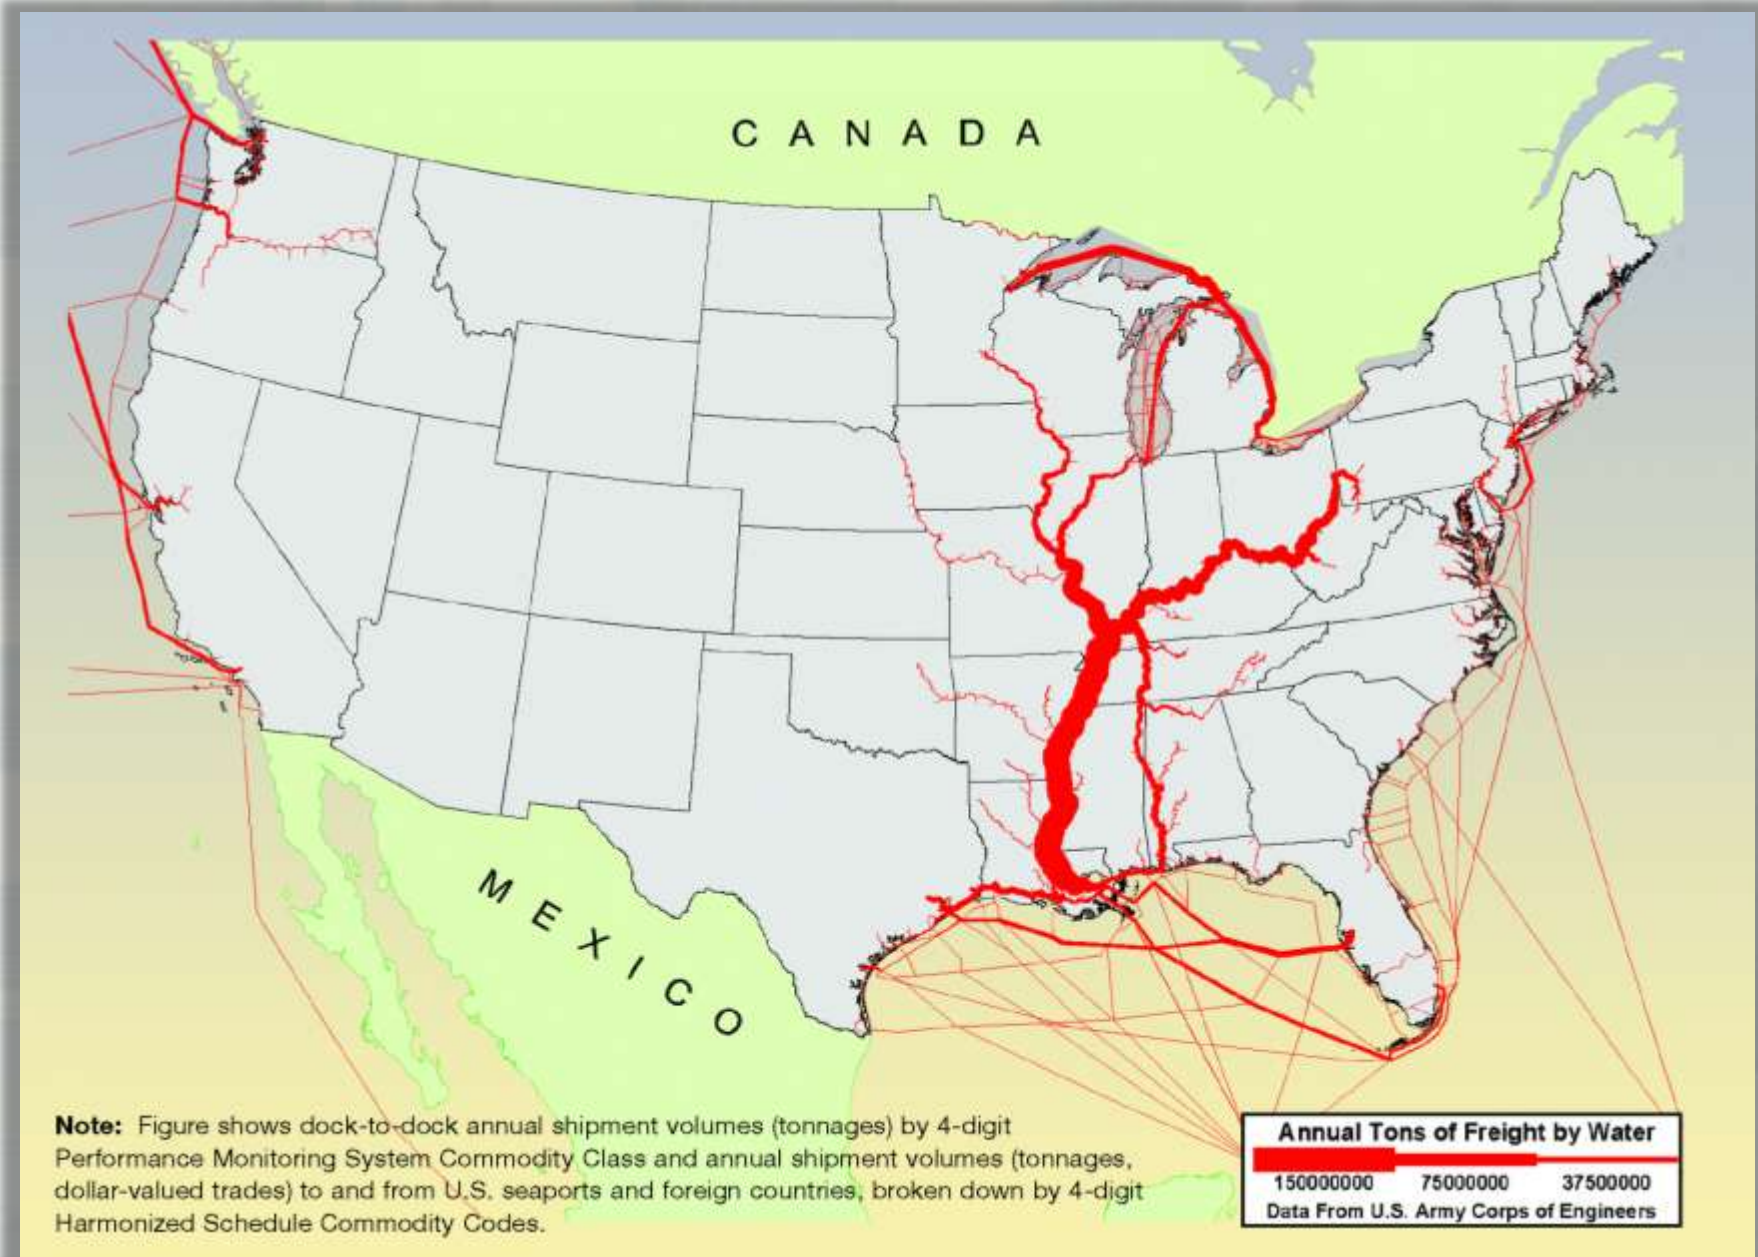 C A N A D A
M E X I C O
Note: Figure shows dock-to-dock annual shipment volumes (tonnages) by 4-digit
Performance Monitoring System Commodity Class and annual shipment volumes (tonnages,
dollar-valued trades) to and from U.S. seaports and foreign countries, broken down by 4-digit
Harmonized Schedule Commodity Codes.
Annual Tons of Freight by Water
150000000 75000000 37500000
Data From U.S. Army Corps of Engineers